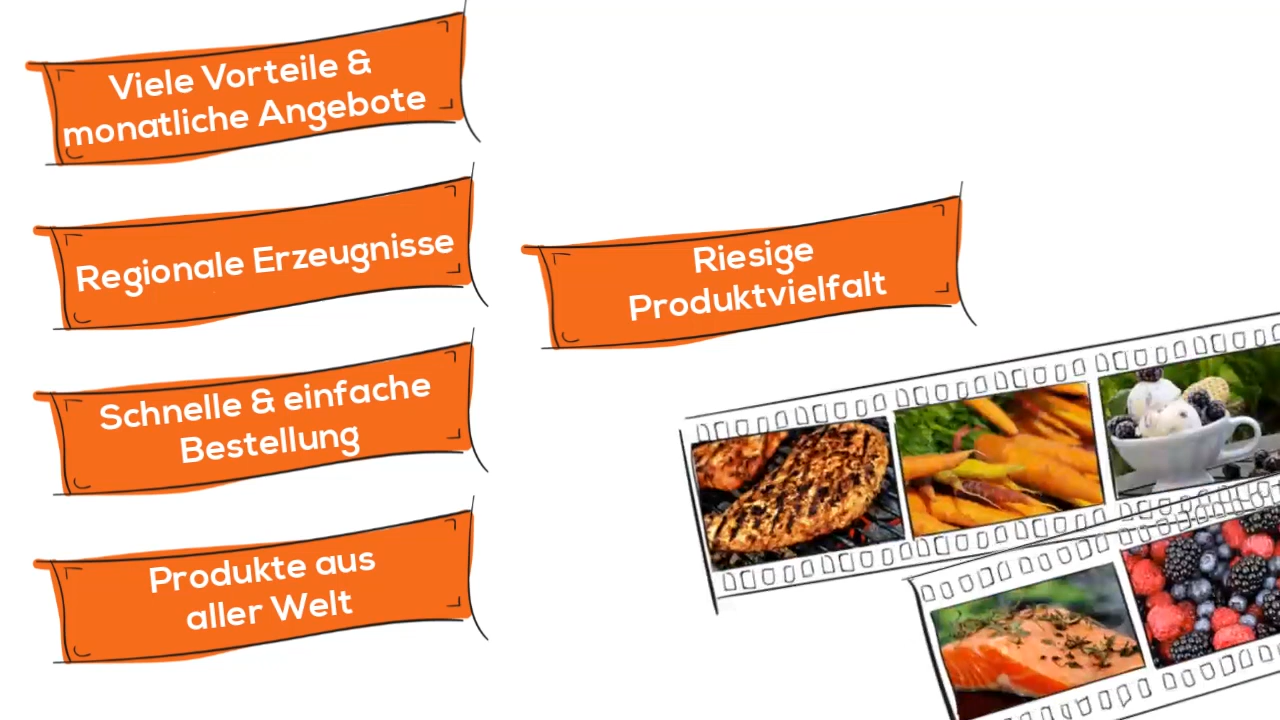 Viele Vorteile &
monatliche Angebote
Regionale Erzeugnisse
Schnelle & einfache
Bestellung
Produkte aus
aller Welt
Riesige
Produktvielfalt